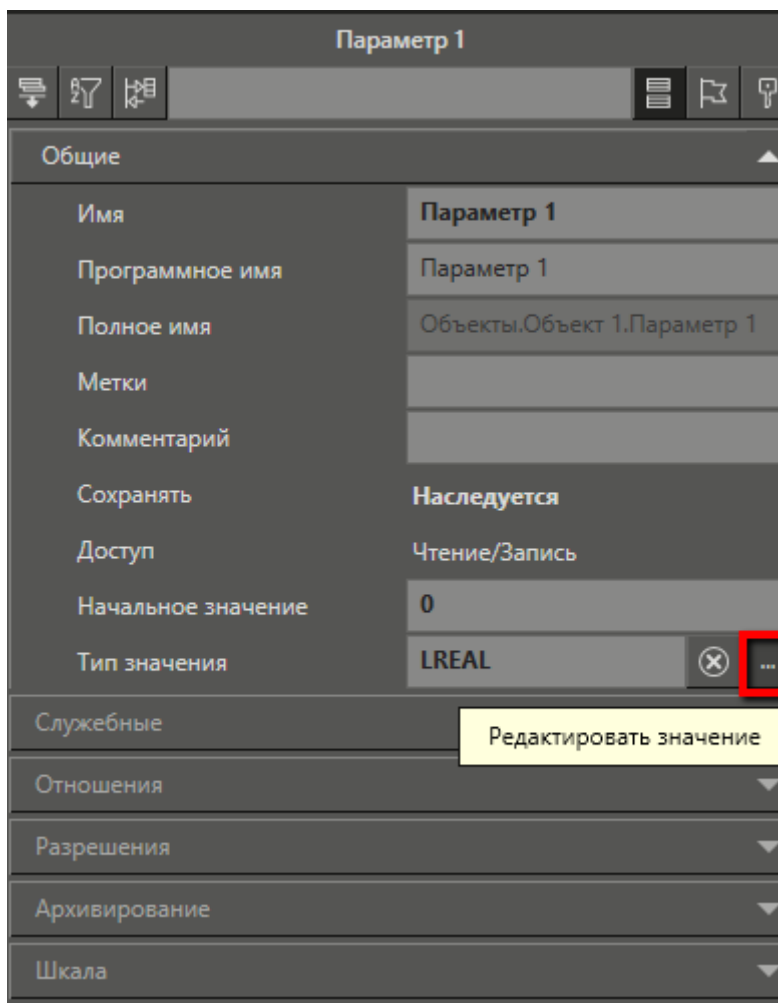 Параметр 1
Общие
Имя Параметр 1
Программное имя Параметр 1
Полное имя Объекты.Объект 1.Параметр 1
Метки
Комментарий
Сохранять Наследуется
Доступ Чтение/Запись
Начальное значение 0
Тип значения LREAL ...
Служебные
Редактировать значение
Отношения
Разрешения
Архивирование
Шкала